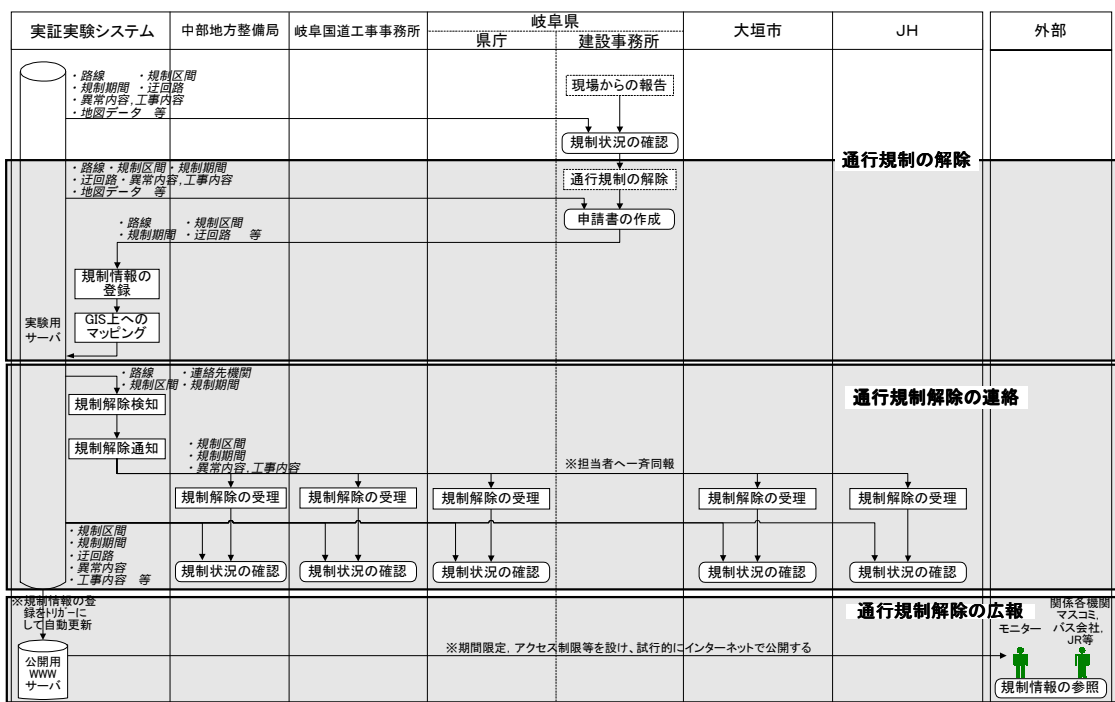 実証実験システム
中部地方整備局
岐阜国道工事事務所
岐阜県
県庁
建設事務所
大垣市
JH
外部
・路線　・規制区間
・規制期間　・迂回路
・異常内容,工事内容
・地図データ　等
現場からの報告
規制状況の確認
通行規制の解除
・路線・規制区間・規制期間
・迂回路・異常内容,工事内容
・地図データ　等
通行規制の解除
申請書の作成
・路線　・規制区間
・規制期間　・迂回路　等
規制情報の
登録
GIS上への
マッピング
実験用
サーバ
・路線　・連絡先機関
・規制区間・規制期間
通行規制解除の連絡
規制解除検知
規制解除通知
・規制区間
・規制期間
・異常内容,工事内容
※担当者へ一斉同報
規制解除の受理
規制解除の受理
規制解除の受理
規制解除の受理
規制解除の受理
・規制区間
・規制期間
・迂回路
・異常内容
・工事内容　等
規制状況の確認
規制状況の確認
規制状況の確認
規制状況の確認
規制状況の確認
※規制情報の登
録をトリガーに
して自動更新
通行規制解除の広報
モニター
関係各機関
マスコミ,
バス会社,
JR等
※期間限定，アクセス制限等を設け、試行的にインターネットで公開する
公開用
WWW
サーバ
規制情報の参照